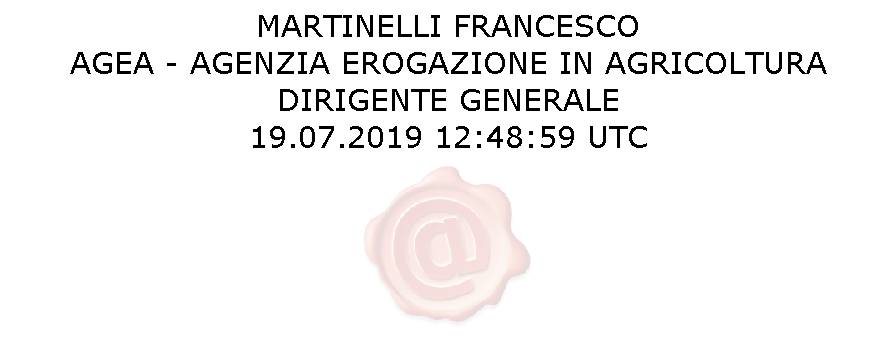 MARTINELLI FRANCESCO
AGEA - AGENZIA EROGAZIONE IN AGRICOLTURA
DIRIGENTE GENERALE
19.07.2019 12:48:59 UTC
@